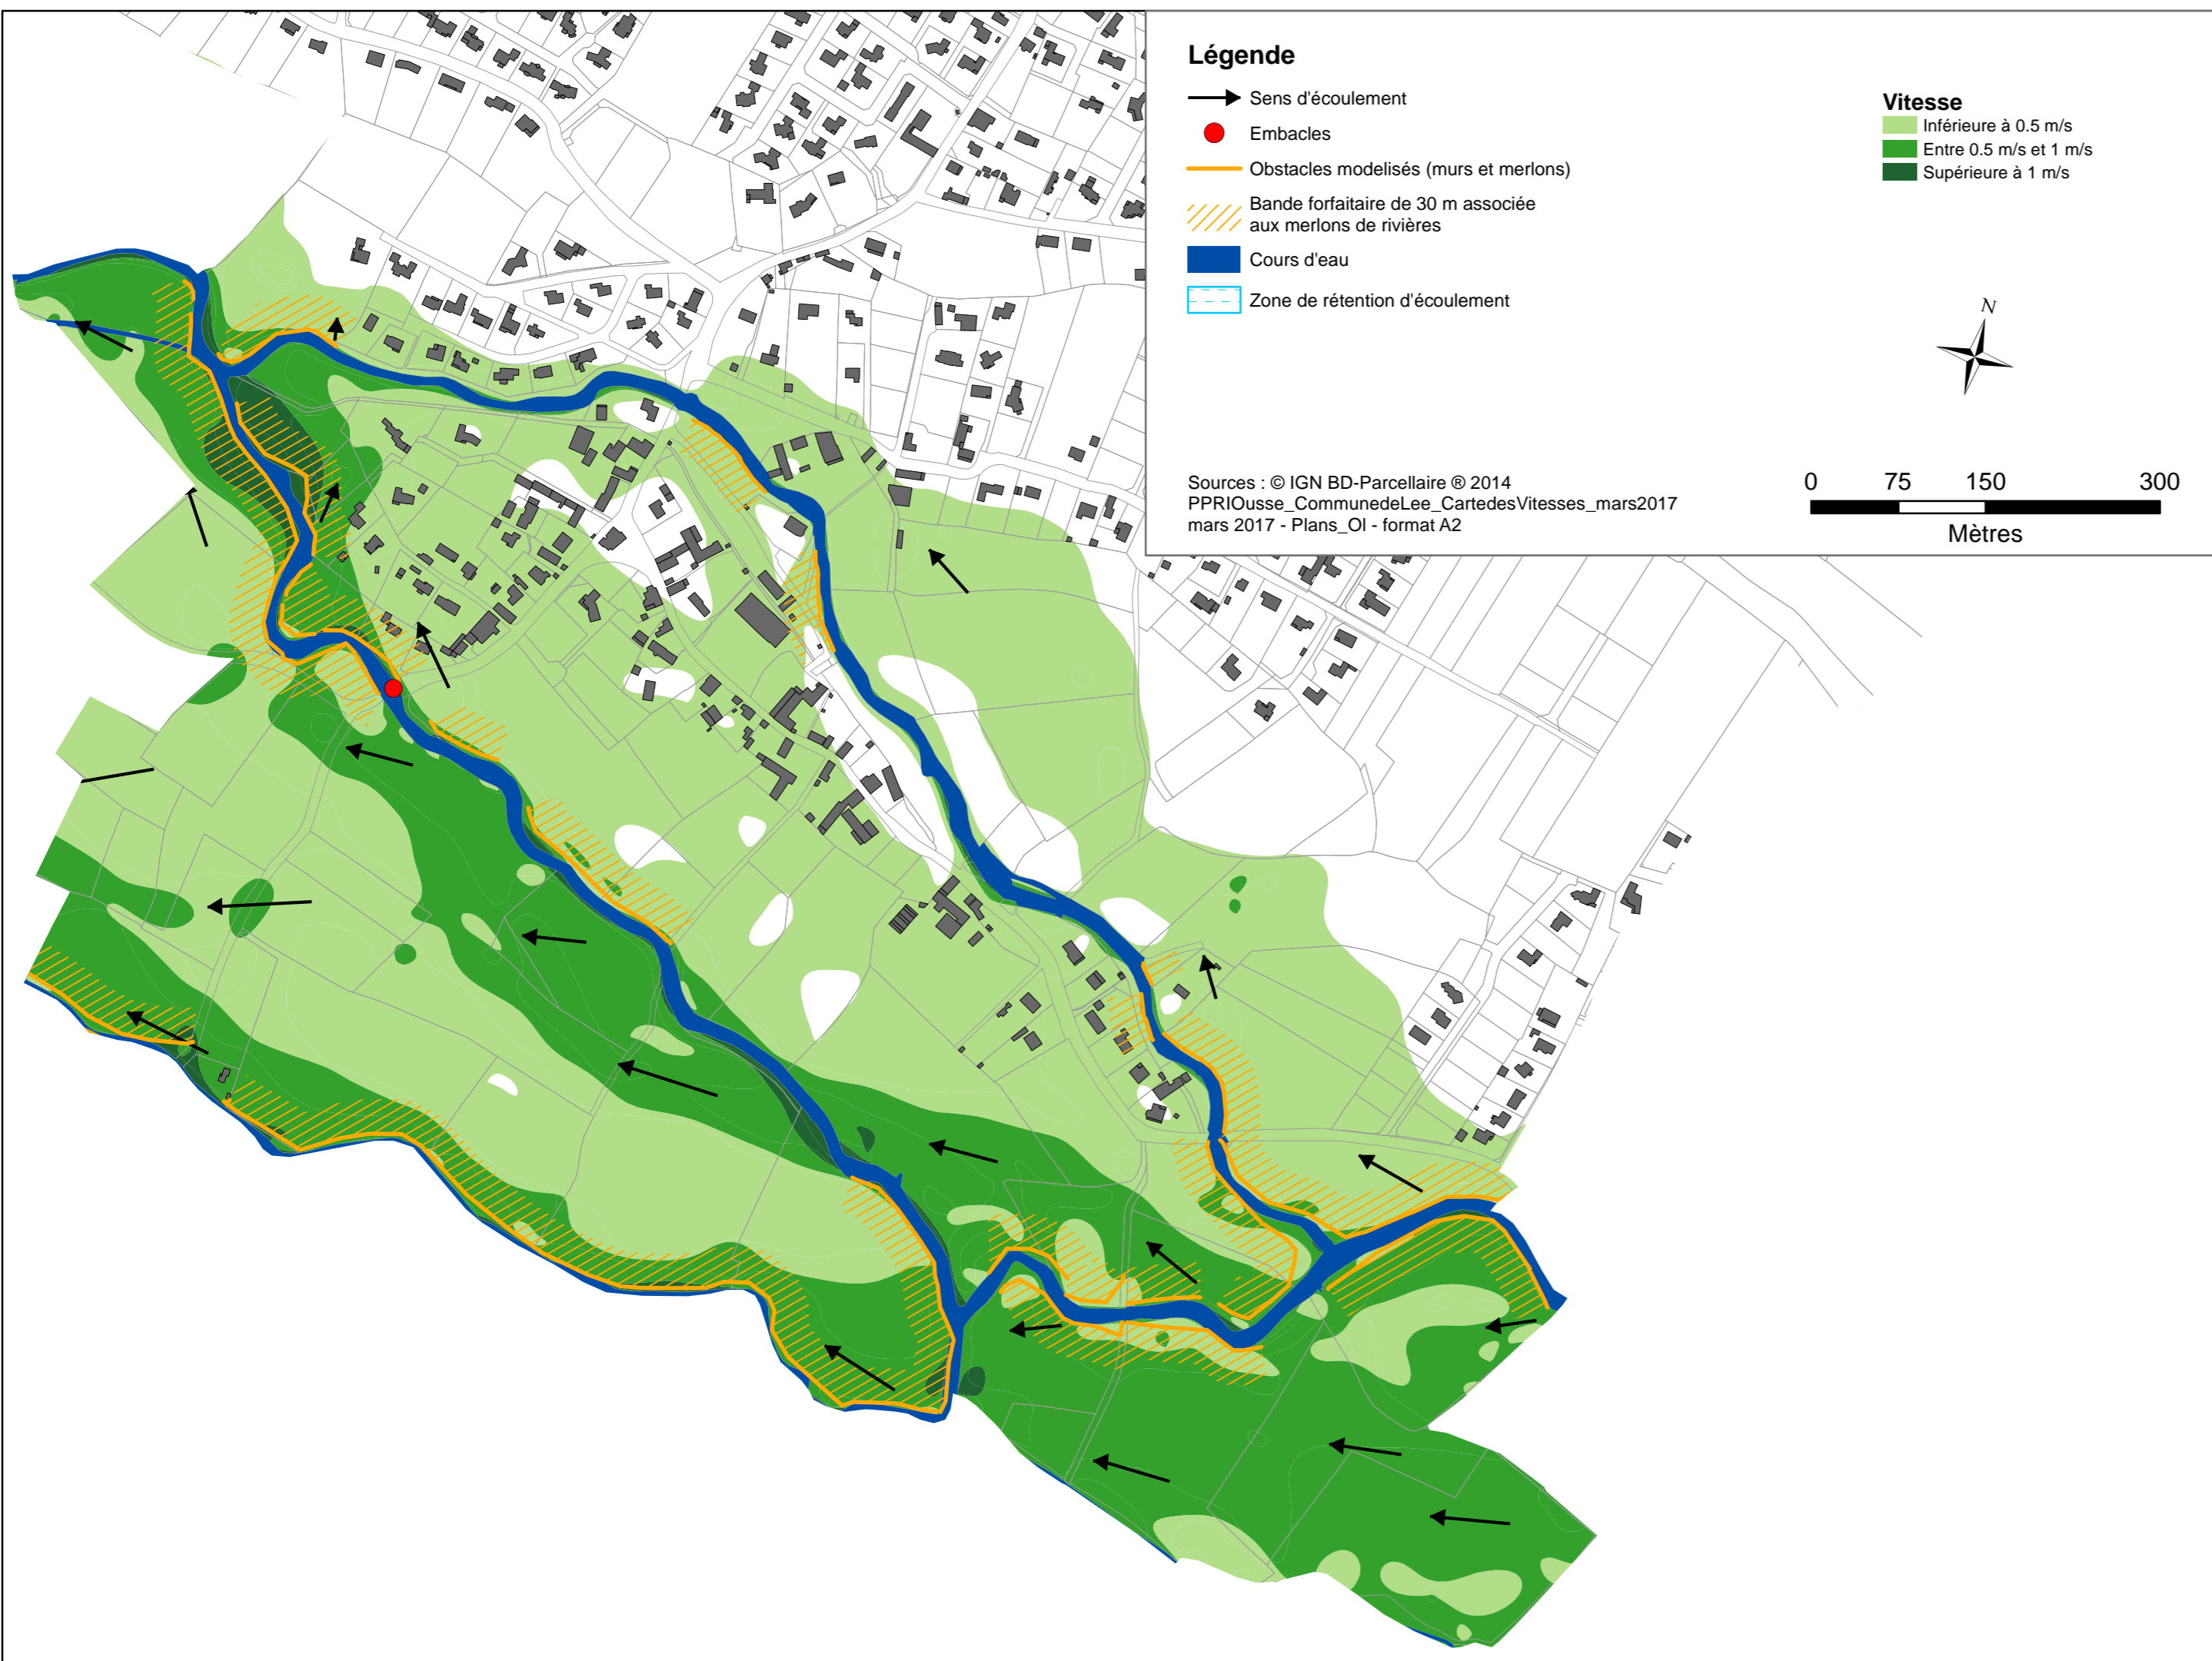 Légende
Sens d'écoulement
Embacles
Obstacles modelisés (murs et merlons)
Bande forfaitaire de 30 m associée
aux merlons de rivières
Cours d'eau
Zone de rétention d'écoulement
Vitesse
Inférieure à 0.5 m/s
Entre 0.5 m/s et 1 m/s
Supérieure à 1 m/s
N
Sources : © IGN BD-Parcellaire ® 2014
PPRIOusse_CommunedeLee_CartedesVitesses_mars2017
mars 2017 - Plans_OI - format A2
0 75 150 300
Mètres